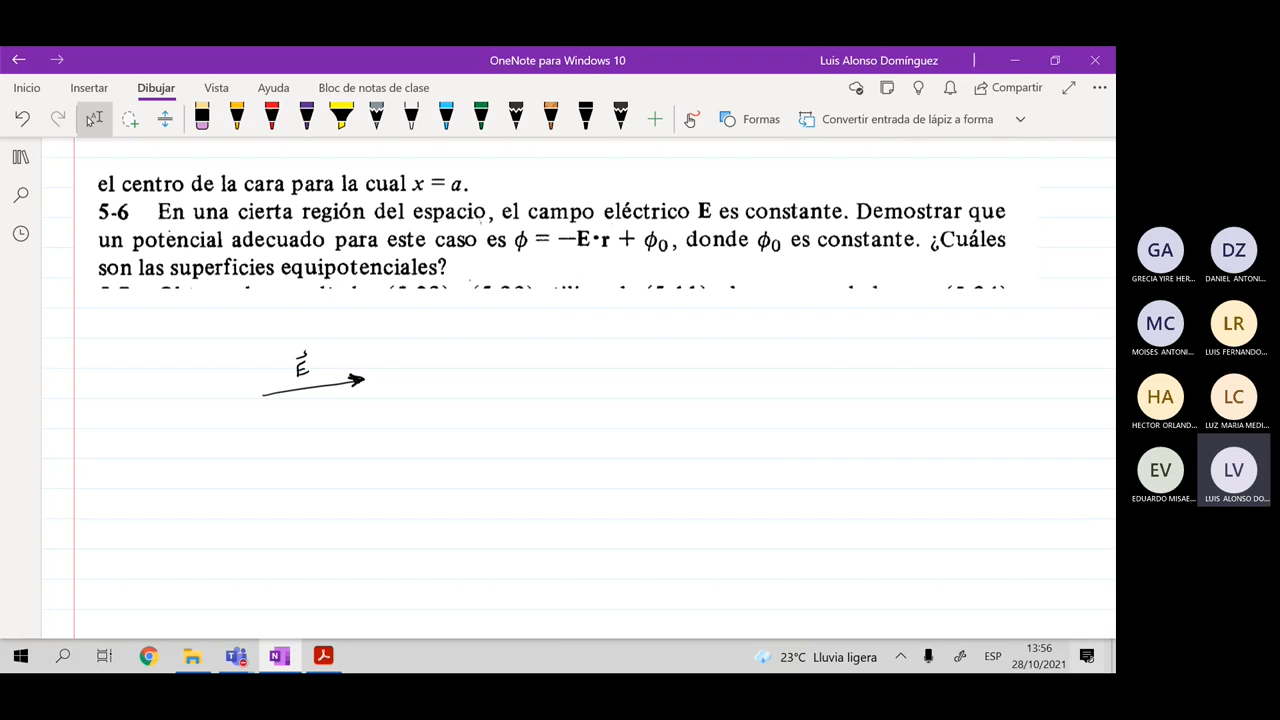 OneNote para Windows 10
Luis Alonso Domínguez
Inicio Insertar Dibujar Vista Ayuda Bloc de notas de clase
Compartir
Formas Convertir entrada de lápiz a forma
el centro de la cara para la cual x = a.
5-6 En una cierta región del espacio, el campo eléctrico E es constante. Demostrar que
un potencial adecuado para este caso es ϕ = −E·r + ϕ₀, donde ϕ₀ es constante. ¿Cuáles
son las superficies equipotenciales?
E⃗
GA DZ
GRECIA YIRE HER... DANIEL ANTONI...
MC LR
MOISES ANTONI... LUIS FERNANDO...
HA LC
HECTOR ORLAND... LUZ MARIA MEDI...
EV LV
EDUARDO MISAE... LUIS ALONSO DO...
23°C Lluvia ligera ESP 13:56
28/10/2021